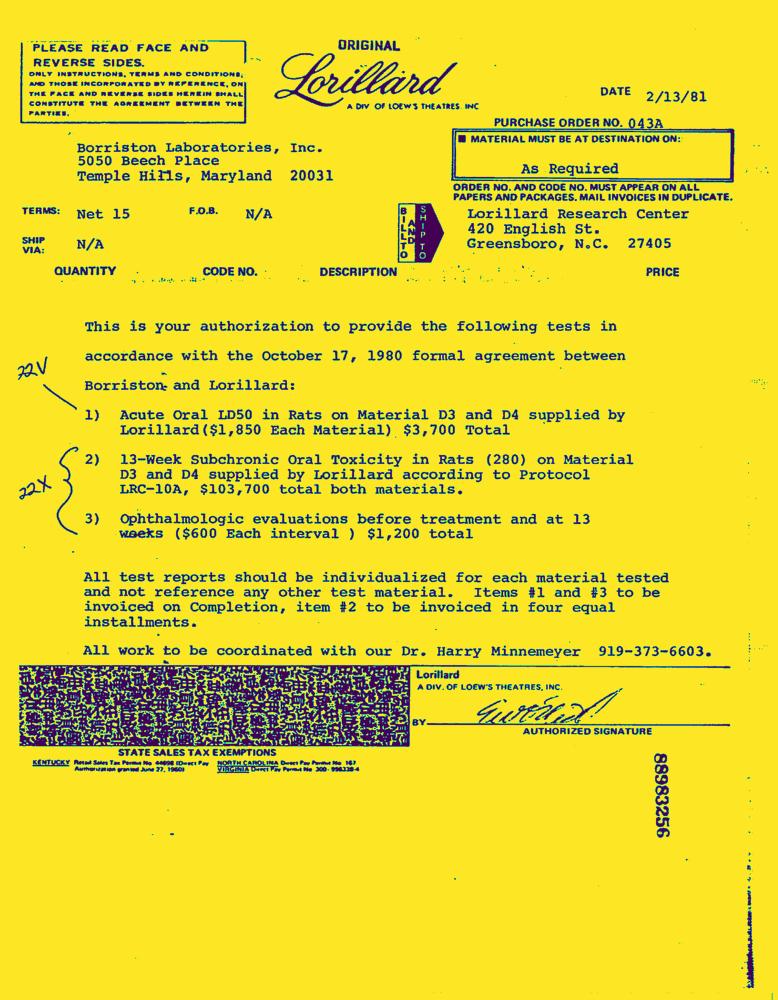 PLEASE READ FACE AND
REVERSE SIDES.
ONLY INSTRUCTIONS, TERMS AND CONDITIONS,
AND THOSE INCORPORATED BY REFERENCE, ON
THE FACE AND REVERSE SIDES HEREIN SHALL
CONSTITUTE THE AGREEMENT BETWEEN THE
PARTIES.
ORIGINAL
Lorillard
A DIV OF LOEW'S THEATRES, INC
DATE 2/13/81
PURCHASE ORDER NO. 043A
MATERIAL MUST BE AT DESTINATION ON:
As Required
ORDER NO. AND CODE NO. MUST APPEAR ON ALL
PAPERS AND PACKAGES. MAIL INVOICES IN DUPLICATE.
Borriston Laboratories, Inc.
5050 Beech Place
Temple Hills, Maryland 20031
TERMS: Net 15 F.O.B. N/A
SHIP VIA: N/A
BILL TO AND SHIP TO
Lorillard Research Center
420 English St.
Greensboro, N.C. 27405
QUANTITY CODE NO. DESCRIPTION PRICE
This is your authorization to provide the following tests in
accordance with the October 17, 1980 formal agreement between
Borriston and Lorillard:
22V
1) Acute Oral LD50 in Rats on Material D3 and D4 supplied by
Lorillard($1,850 Each Material) $3,700 Total
22X
2) 13-Week Subchronic Oral Toxicity in Rats (280) on Material
D3 and D4 supplied by Lorillard according to Protocol
LRC-10A, $103,700 total both materials.
3) Ophthalmologic evaluations before treatment and at 13
weeks ($600 Each interval ) $1,200 total
All test reports should be individualized for each material tested
and not reference any other test material. Items #1 and #3 to be
invoiced on Completion, item #2 to be invoiced in four equal
installments.
All work to be coordinated with our Dr. Harry Minnemeyer 919-373-6603.
Lorillard
A DIV. OF LOEW'S THEATRES, INC.
BY
AUTHORIZED SIGNATURE
STATE SALES TAX EXEMPTIONS
KENTUCKY Retail Sales Tax Permit No 44898 (Direct Pay
Authorization granted June 27, 1960)
NORTH CAROLINA Direct Pay Permit No 167
VIRGINIA Direct Pay Permit No 300-998338-4
88983256